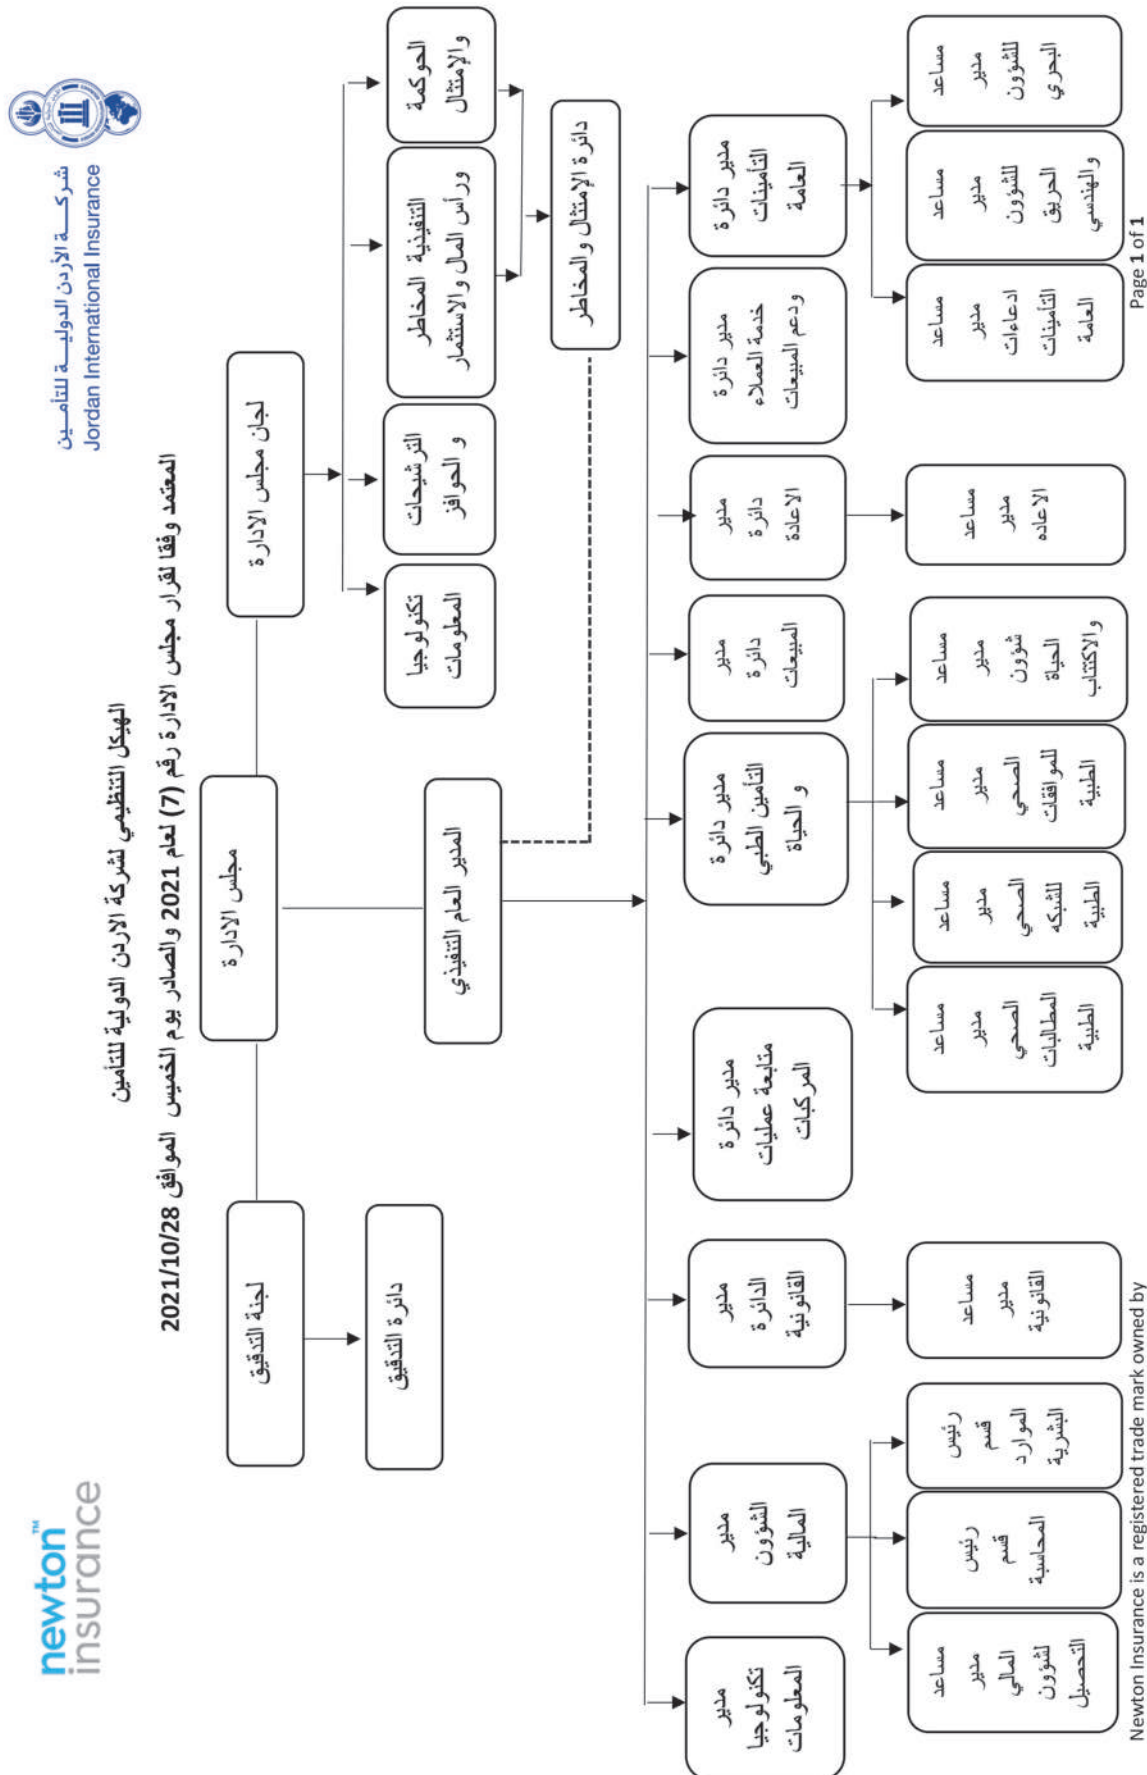 newton™
insurance
شركة الأردن الدولية للتأمين
Jordan International Insurance
الهيكل التنظيمي لشركة الاردن الدولية للتأمين
المعتمد وفقا لقرار مجلس الادارة رقم (7) لعام 2021 والصادر يوم الخميس الموافق 2021/10/28
لجنة التدقيق
مجلس الادارة
لجان مجلس الادارة
دائرة التدقيق
المدير العام التنفيذي
تكنولوجيا
المعلومات
الترشيحات
و الحوافز
التنفيذية المخاطر
ورأس المال والاستثمار
الحوكمة
والإمتثال
دائرة الإمتثال والمخاطر
مدير
تكنولوجيا
المعلومات
مدير
الشؤون
المالية
مدير
الدائرة
القانونية
مدير دائرة
متابعة عمليات
المركبات
مدير دائرة
التأمين الطبي
و الحياة
مدير
دائرة
المبيعات
مدير
دائرة
الاعادة
مدير دائرة
خدمة العملاء
ودعم المبيعات
مدير دائرة
التأمينات
العامة
مساعد
مدير
المالي
لشؤون
التحصيل
رئيس
قسم
المحاسبة
رئيس
قسم
الموارد
البشرية
مساعد
مدير
القانونية
مساعد
مدير
الصحي
المطالبات
الطبية
مساعد
مدير
الصحي
للشبكه
الطبية
مساعد
مدير
الصحي
للموافقات
الطبية
مساعد
مدير
شؤون
الحياة
والاكتتاب
مساعد
مدير
الاعاده
مساعد
مدير
ادعاءات
التأمينات
العامة
مساعد
مدير
للشؤون
الحريق
والهندسي
مساعد
مدير
للشؤون
البحري
Newton Insurance is a registered trade mark owned by
Page 1 of 1